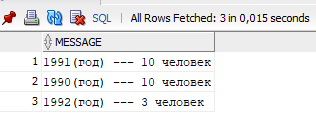 SQL | All Rows Fetched: 3 in 0,015 seconds
MESSAGE
1 1991(год) --- 10 человек
2 1990(год) --- 10 человек
3 1992(год) --- 3 человек